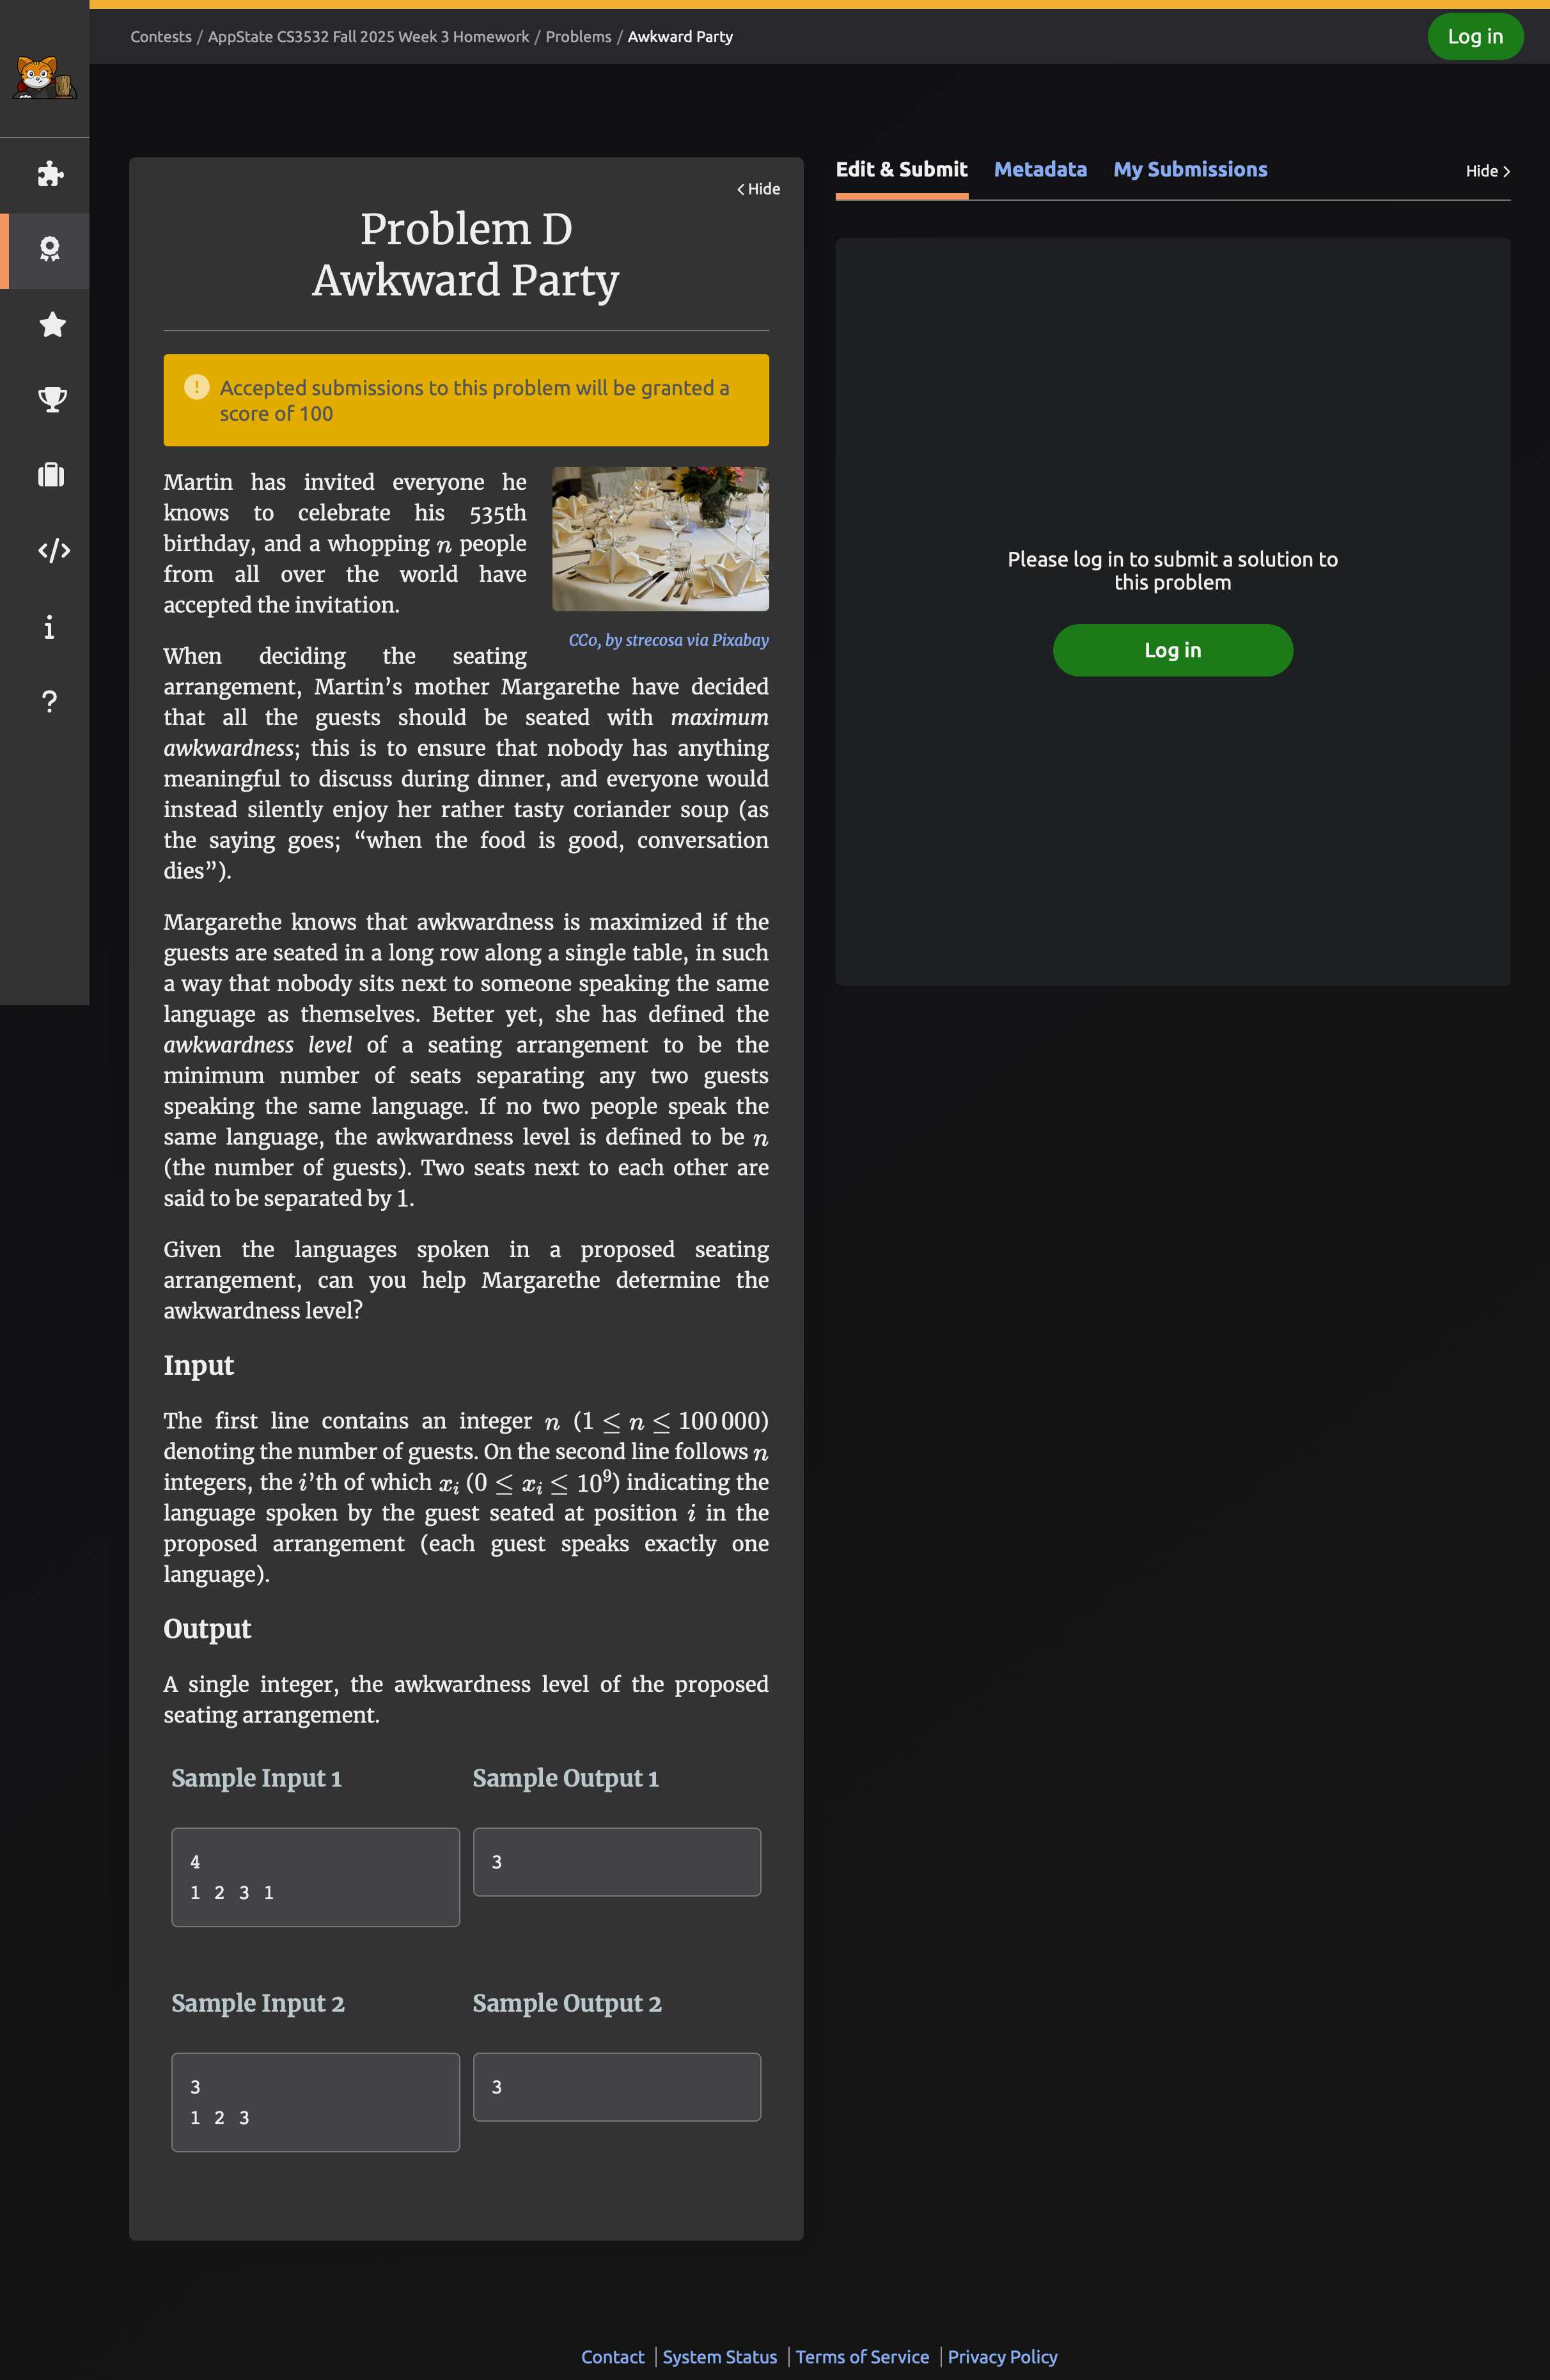 Contests / AppState CS3532 Fall 2025 Week 3 Homework / Problems / Awkward Party
Log in
Hide
Problem D
Awkward Party
Accepted submissions to this problem will be granted a
score of 100
Martin has invited everyone he
knows to celebrate his 535th
birthday, and a whopping n people
from all over the world have
accepted the invitation.
CC0, by strecosa via Pixabay
When deciding the seating
arrangement, Martin’s mother Margarethe have decided
that all the guests should be seated with maximum
awkwardness; this is to ensure that nobody has anything
meaningful to discuss during dinner, and everyone would
instead silently enjoy her rather tasty coriander soup (as
the saying goes; “when the food is good, conversation
dies”).
Margarethe knows that awkwardness is maximized if the
guests are seated in a long row along a single table, in such
a way that nobody sits next to someone speaking the same
language as themselves. Better yet, she has defined the
awkwardness level of a seating arrangement to be the
minimum number of seats separating any two guests
speaking the same language. If no two people speak the
same language, the awkwardness level is defined to be n
(the number of guests). Two seats next to each other are
said to be separated by 1.
Given the languages spoken in a proposed seating
arrangement, can you help Margarethe determine the
awkwardness level?
Input
The first line contains an integer n (1 ≤ n ≤ 100 000)
denoting the number of guests. On the second line follows n
integers, the i’th of which xᵢ (0 ≤ xᵢ ≤ 10⁹) indicating the
language spoken by the guest seated at position i in the
proposed arrangement (each guest speaks exactly one
language).
Output
A single integer, the awkwardness level of the proposed
seating arrangement.
Sample Input 1
Sample Output 1
4
1 2 3 1
3
Sample Input 2
Sample Output 2
3
1 2 3
3
Edit & Submit
Metadata
My Submissions
Hide
Please log in to submit a solution to
this problem
Log in
Contact
System Status
Terms of Service
Privacy Policy